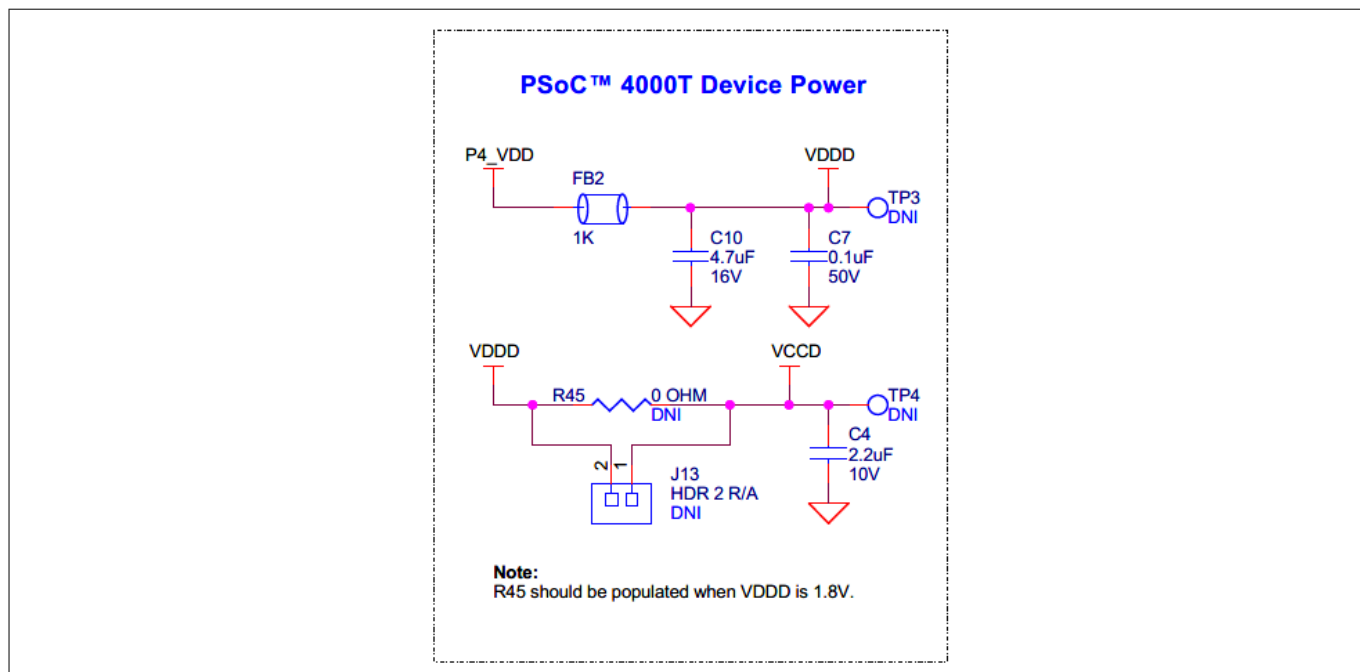 PSoC™ 4000T Device Power
P4_VDD
VDDD
FB2
TP3
DNI
1K
C10
4.7uF
16V
C7
0.1uF
50V
VDDD
VCCD
R45
0 OHM
DNI
TP4
DNI
C4
2.2uF
10V
2
1
J13
HDR 2 R/A
DNI
Note:
R45 should be populated when VDDD is 1.8V.